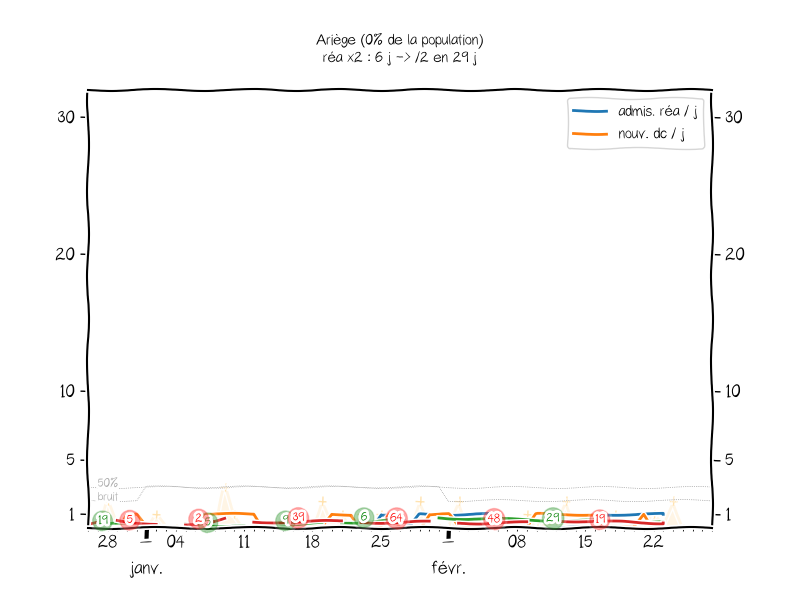 Ariège (0% de la population)
réa x2 : 6 j -> /2 en 29 j
admis. réa / j
nouv. dc / j
30
30
20
20
10
10
5
5
50%
bruit
1
1
19 5 2 9 39 6 64 48 29 19
28 04 11 18 25 08 15 22
janv. févr.